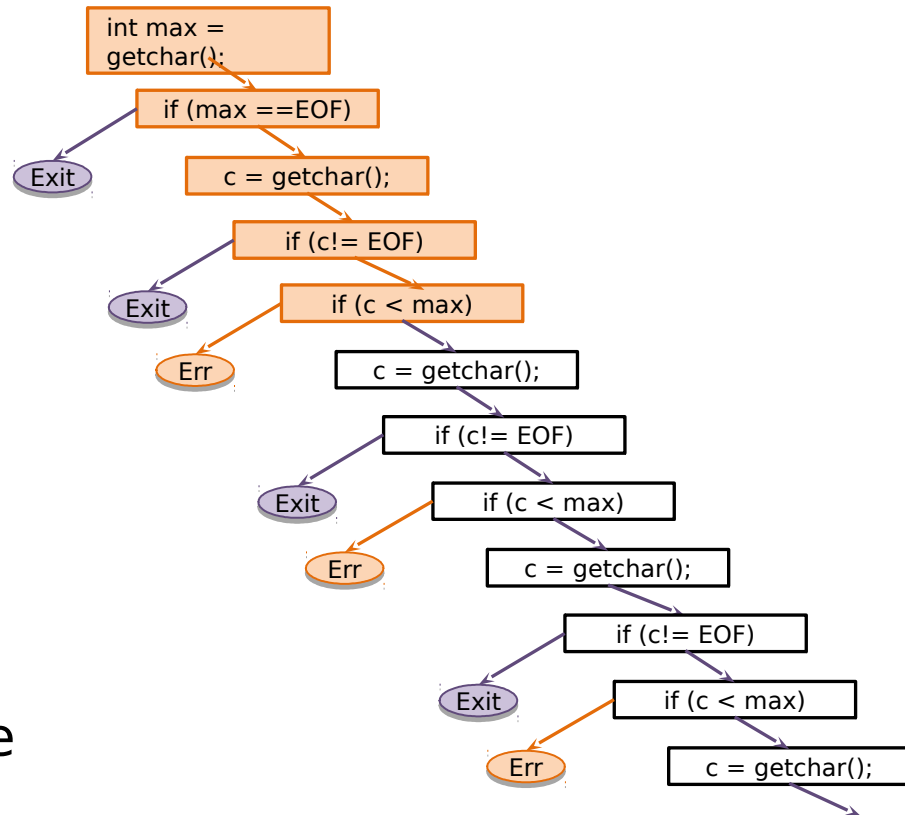 int max =
getchar();
if (max ==EOF)
Exit
c = getchar();
if (c!= EOF)
Exit
if (c < max)
Err
c = getchar();
if (c!= EOF)
Exit
if (c < max)
Err
c = getchar();
if (c!= EOF)
Exit
if (c < max)
Err
c = getchar();
e